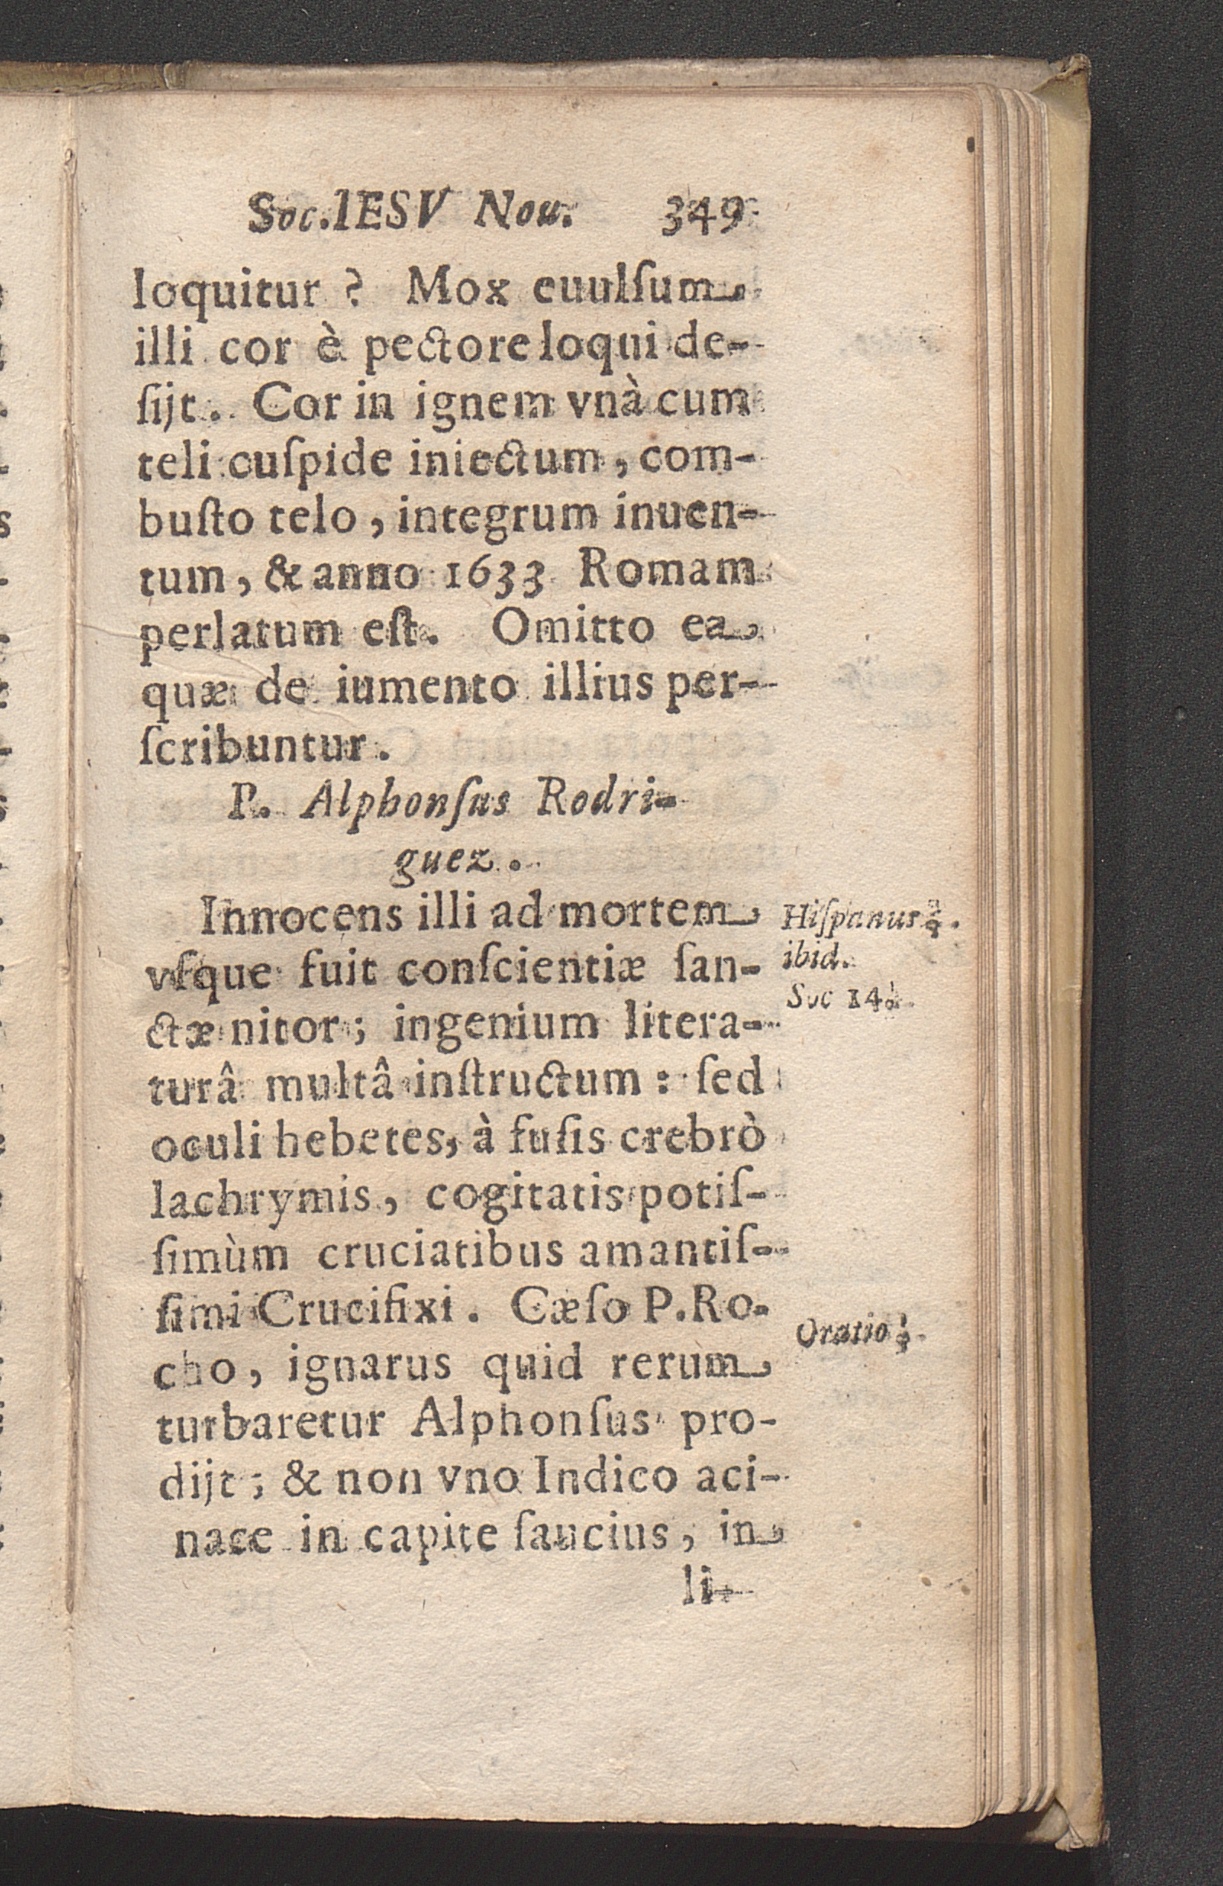 Soc. IESV Nou. 349
loquitur ? Mox euulſum
illi cor è pectore loqui de-
ſijt. Cor in ignem vnà cum
teli cuſpide iniectum, com-
buſto telo, integrum inuen-
tum, & anno 1633 Romam
perlatum eſt. Omitto ea
quæ de iumento illius per-
ſcribuntur.
P. Alphonſus Rodri-
guez.
Innocens illi ad mortem
vſque fuit conſcientiæ ſan-
ctæ nitor; ingenium litera-
turâ multâ inſtructum: ſed
oculi hebetes, à fuſis crebrò
lachrymis, cogitatis potiſ-
ſimùm cruciatibus amantiſ-
ſimi Crucifixi. Cæſo P. Ro-
cho, ignarus quid rerum
turbaretur Alphonſus pro-
dijt; & non vno Indico aci-
nace in capite ſaucius, in
li-
Hiſpanus
ibid.
Soc 14
Oratio